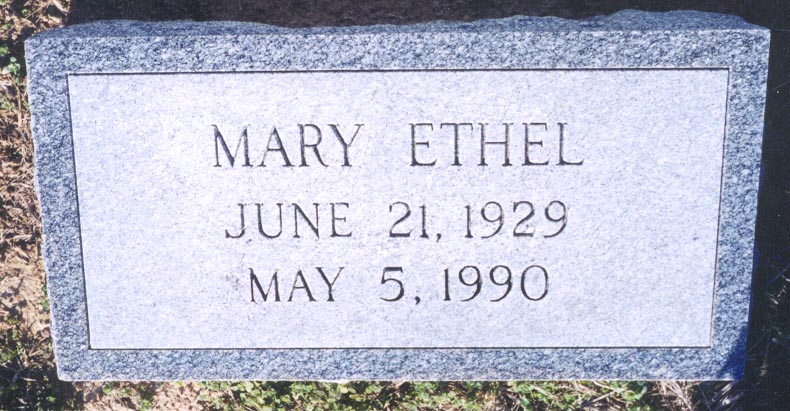 MARY ETHEL
JUNE 21, 1929
MAY 5, 1990